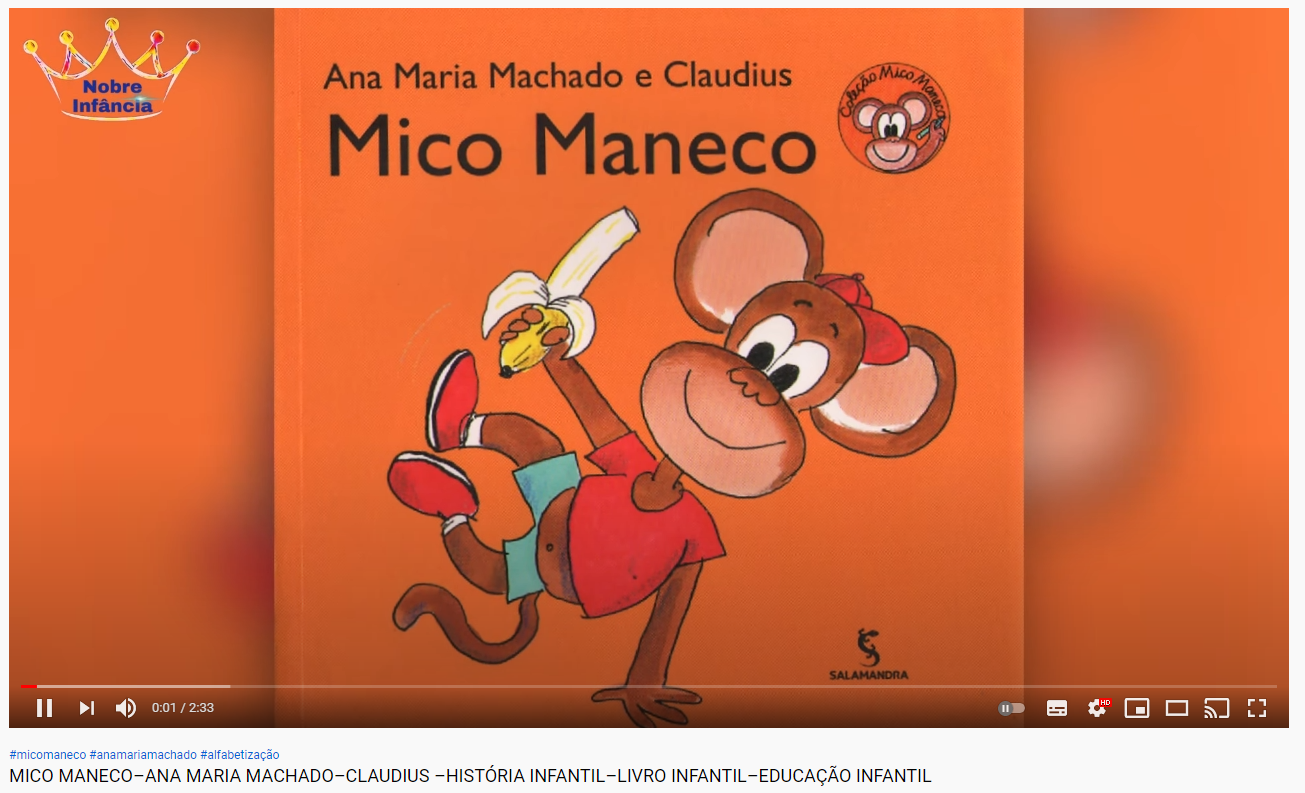 Nobre
Infância
Ana Maria Machado e Claudius
Mico Maneco
Coleção Mico Maneco
SALAMANDRA
0:01 / 2:33
HD
#micomaneco #anamariamachado #alfabetização
MICO MANECO–ANA MARIA MACHADO–CLAUDIUS –HISTÓRIA INFANTIL–LIVRO INFANTIL–EDUCAÇÃO INFANTIL